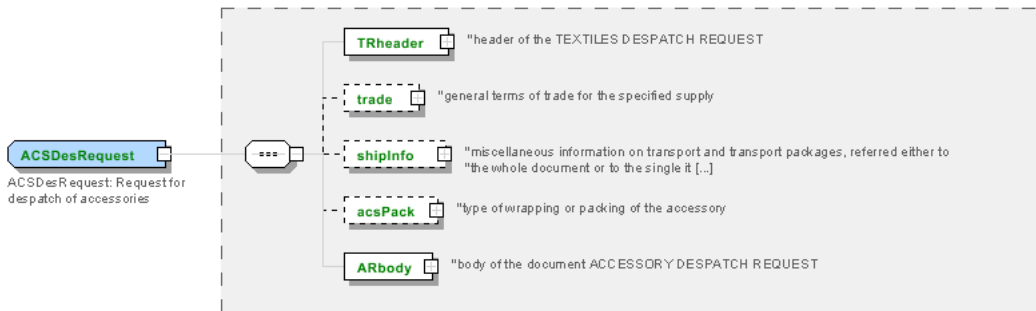 TRheader
"header of the TEXTILES DESPATCH REQUEST
trade
"general terms of trade for the specified supply
ACSDesRequest
shipInfo
"miscellaneous information on transport and transport packages, referred either to
"the whole document or to the single it [...]
ACSDesRequest: Request for
despatch of accessories
acsPack
"type of wrapping or packing of the accessory
ARbody
"body of the document ACCESSORY DESPATCH REQUEST